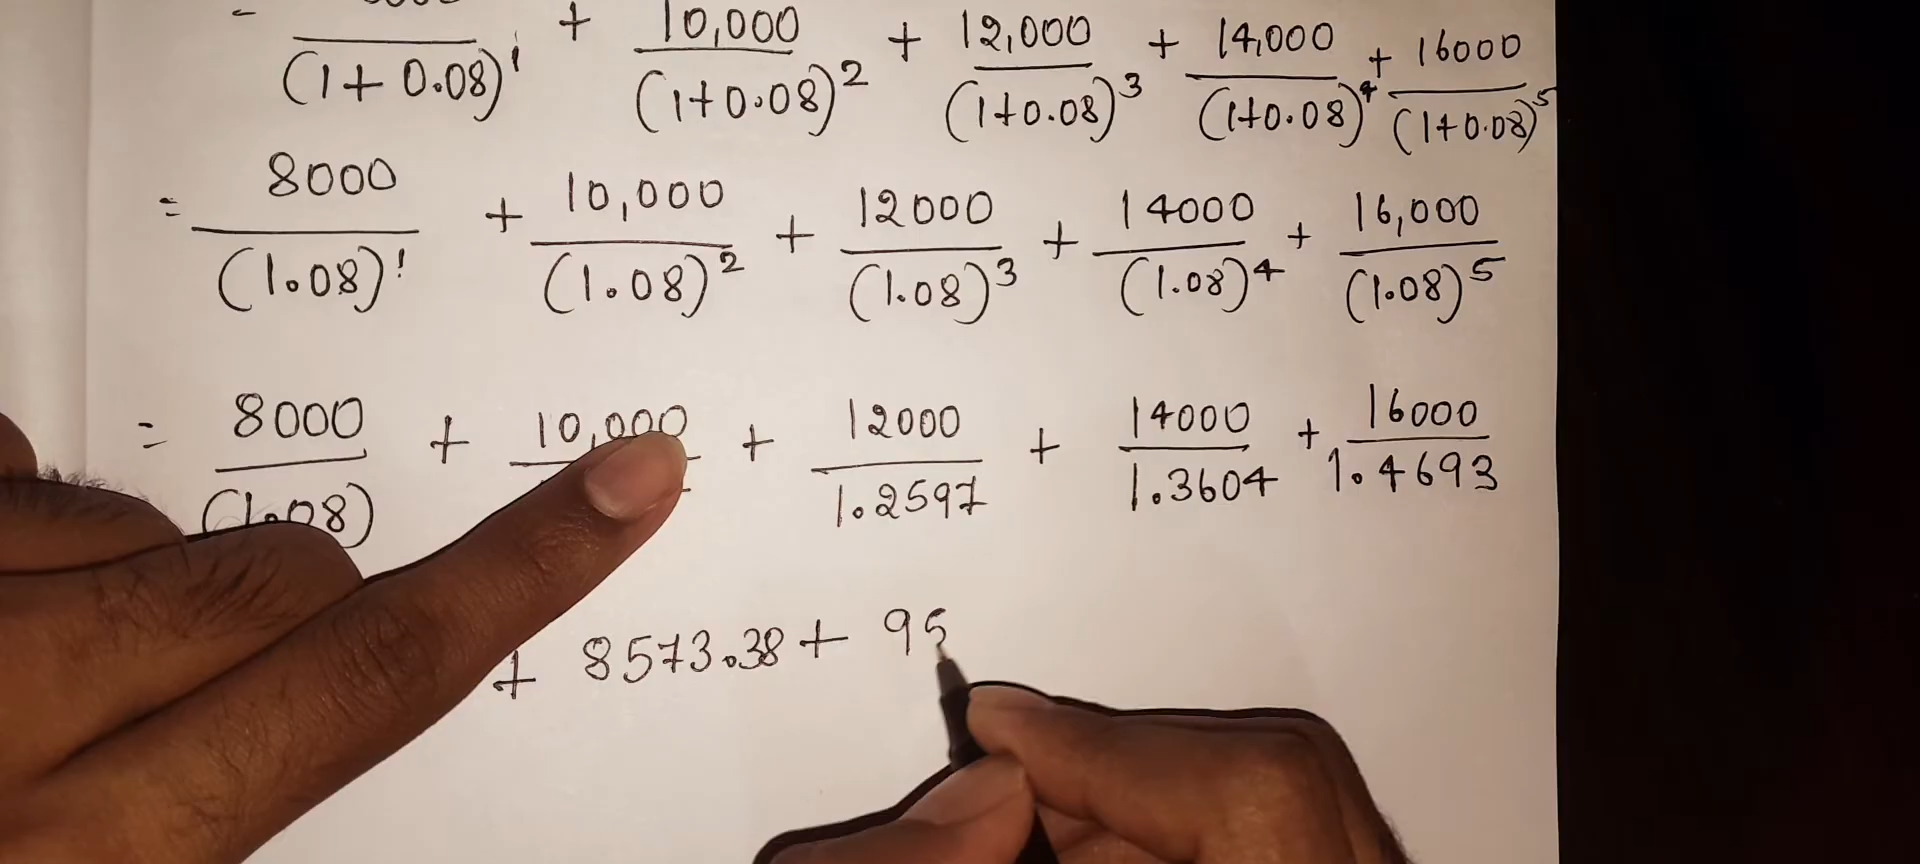 = / (1+0.08)^1 + 10,000 / (1+0.08)^2 + 12,000 / (1+0.08)^3 + 14,000 / (1+0.08)^4 + 16000 / (1+0.08)^5
= 8000 / (1.08)^1 + 10,000 / (1.08)^2 + 12000 / (1.08)^3 + 14000 / (1.08)^4 + 16,000 / (1.08)^5
= 8000 / (1.08) + 10,000 / + 12000 / 1.2597 + 14000 / 1.3604 + 16000 / 1.4693
+ 8573.38 + 95